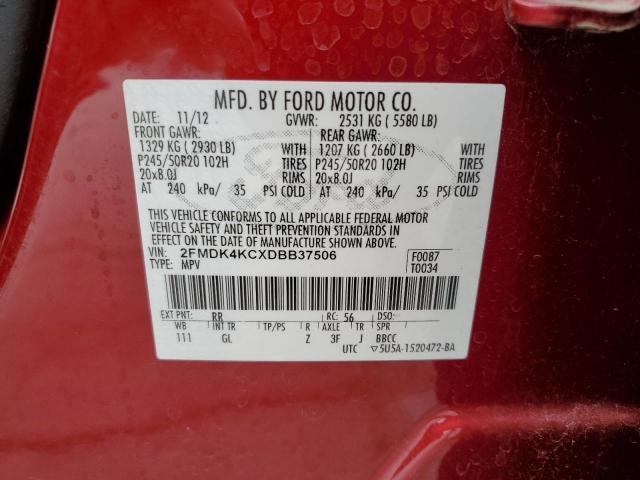 MFD. BY FORD MOTOR CO.
DATE: 11/12 GVWR: 2531 KG ( 5580 LB)
FRONT GAWR: REAR GAWR:
1329 KG ( 2930 LB) WITH 1207 KG ( 2660 LB) WITH
P245/50R20 102H TIRES P245/50R20 102H TIRES
20x8.0J RIMS 20x8.0J RIMS
AT 240 kPa/ 35 PSI COLD AT 240 kPa/ 35 PSI COLD
THIS VEHICLE CONFORMS TO ALL APPLICABLE FEDERAL MOTOR
VEHICLE SAFETY AND THEFT PREVENTION STANDARDS IN
EFFECT ON THE DATE OF MANUFACTURE SHOWN ABOVE.
VIN: 2FMDK4KCXDBB37506 F0087
TYPE: MPV T0034
EXT PNT: RR RC: 56 DSO:
WB INT TR TP/PS R AXLE TR SPR
111 GL Z 3F J BBCC
UTC ▽5U5A-1520472-BA
Ford